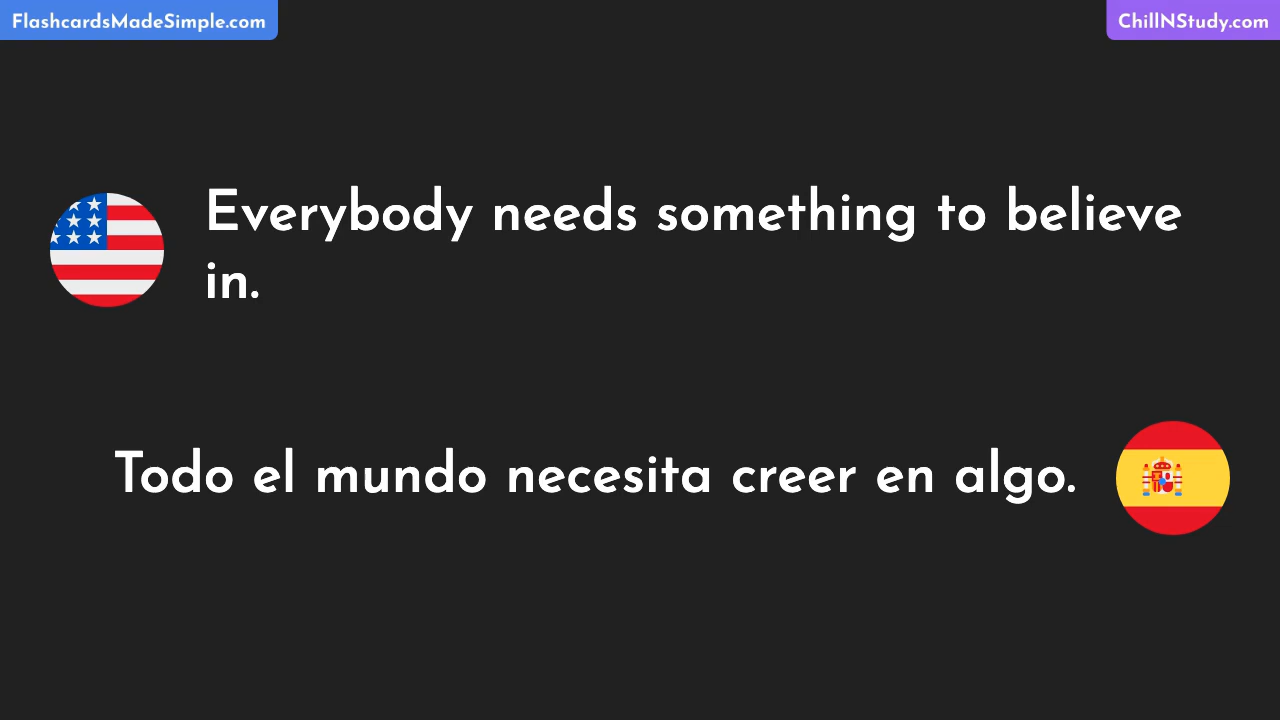 FlashcardsMadeSimple.com
ChillNStudy.com
Everybody needs something to believe
in.
Todo el mundo necesita creer en algo.